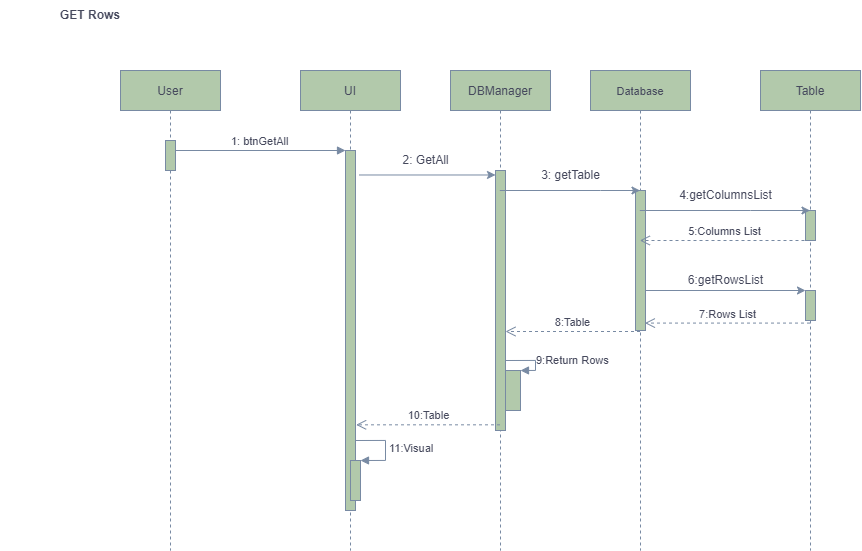 GET Rows
User
UI
DBManager
Database
Table
1: btnGetAll
2: GetAll
3: getTable
4:getColumnsList
5:Columns List
6:getRowsList
7:Rows List
8:Table
9:Return Rows
10:Table
11:Visual